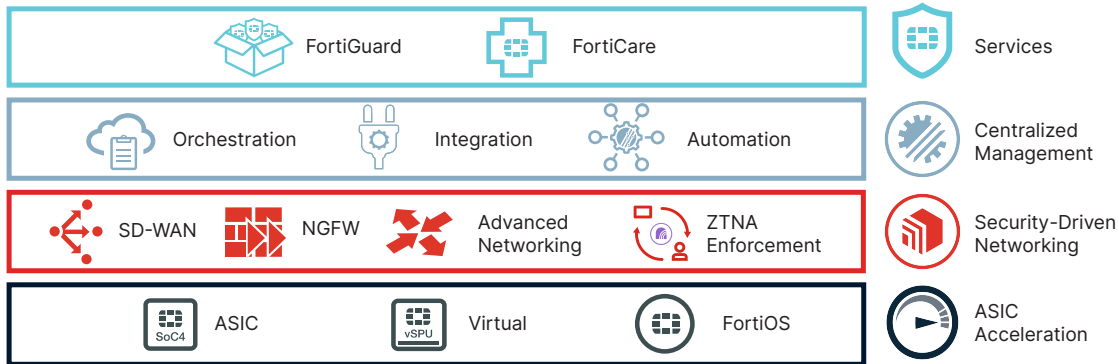 FortiGuard
FortiCare
Services
Orchestration
Integration
Automation
Centralized
Management
SD-WAN
NGFW
Advanced
Networking
ZTNA
Enforcement
Security-Driven
Networking
SoC4
ASIC
vSPU
Virtual
FortiOS
ASIC
Acceleration